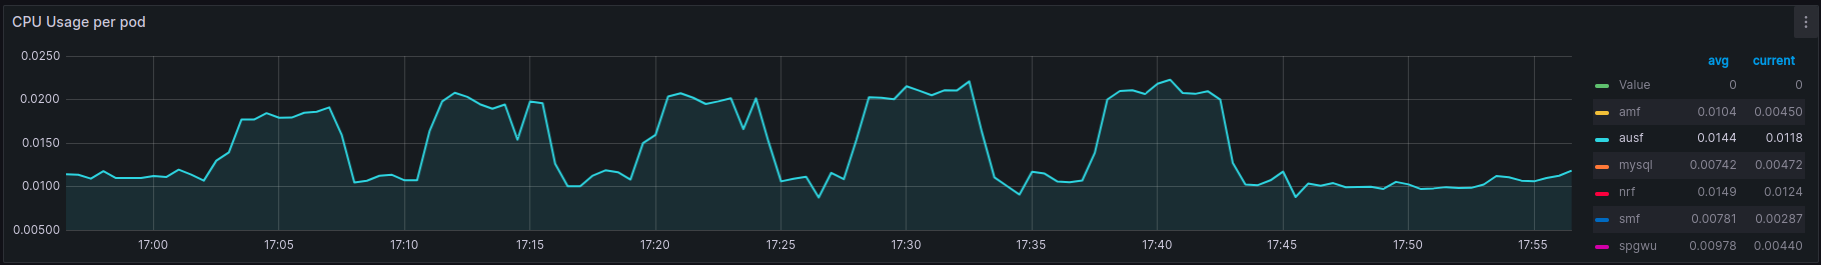 CPU Usage per pod
0.0250
0.0200
0.0150
0.0100
0.00500
17:00 17:05 17:10 17:15 17:20 17:25 17:30 17:35 17:40 17:45 17:50 17:55
avg current
Value 0 0
amf 0.0104 0.00450
ausf 0.0144 0.0118
mysql 0.00742 0.00472
nrf 0.0149 0.0124
smf 0.00781 0.00287
spgwu 0.00978 0.00440